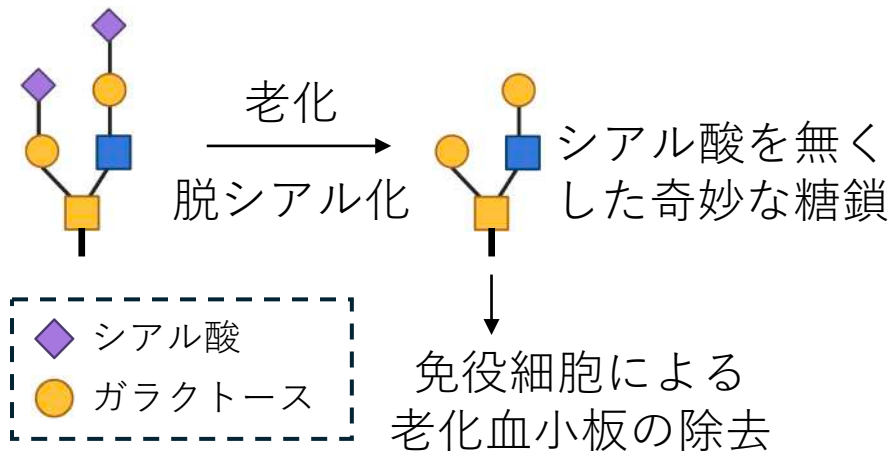 老化
脱シアル化
シアル酸を無く
した奇妙な糖鎖
シアル酸
ガラクトース
免役細胞による
老化血小板の除去